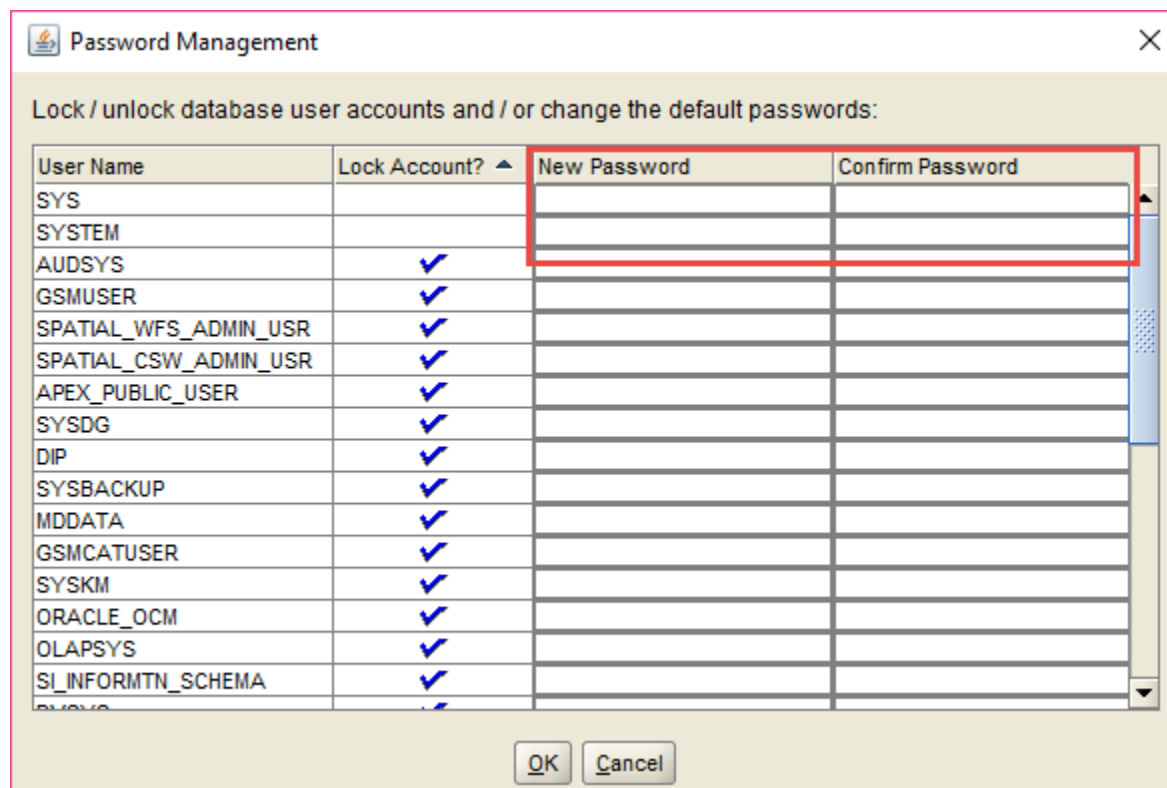 Password Management
Lock / unlock database user accounts and / or change the default passwords:
User Name Lock Account? New Password Confirm Password
SYS
SYSTEM
AUDSYS
GSMUSER
SPATIAL_WFS_ADMIN_USR
SPATIAL_CSW_ADMIN_USR
APEX_PUBLIC_USER
SYSDG
DIP
SYSBACKUP
MDDATA
GSMCATUSER
SYSKM
ORACLE_OCM
OLAPSYS
SI_INFORMTN_SCHEMA
OK Cancel